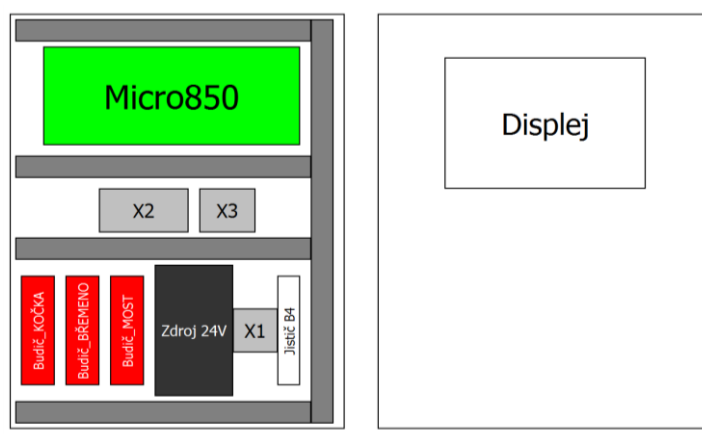 Micro850
Displej
X2
X3
Budič_KOČKA
Budič_BŘEMENO
Budič_MOST
Zdroj 24V
X1
Jistič B4